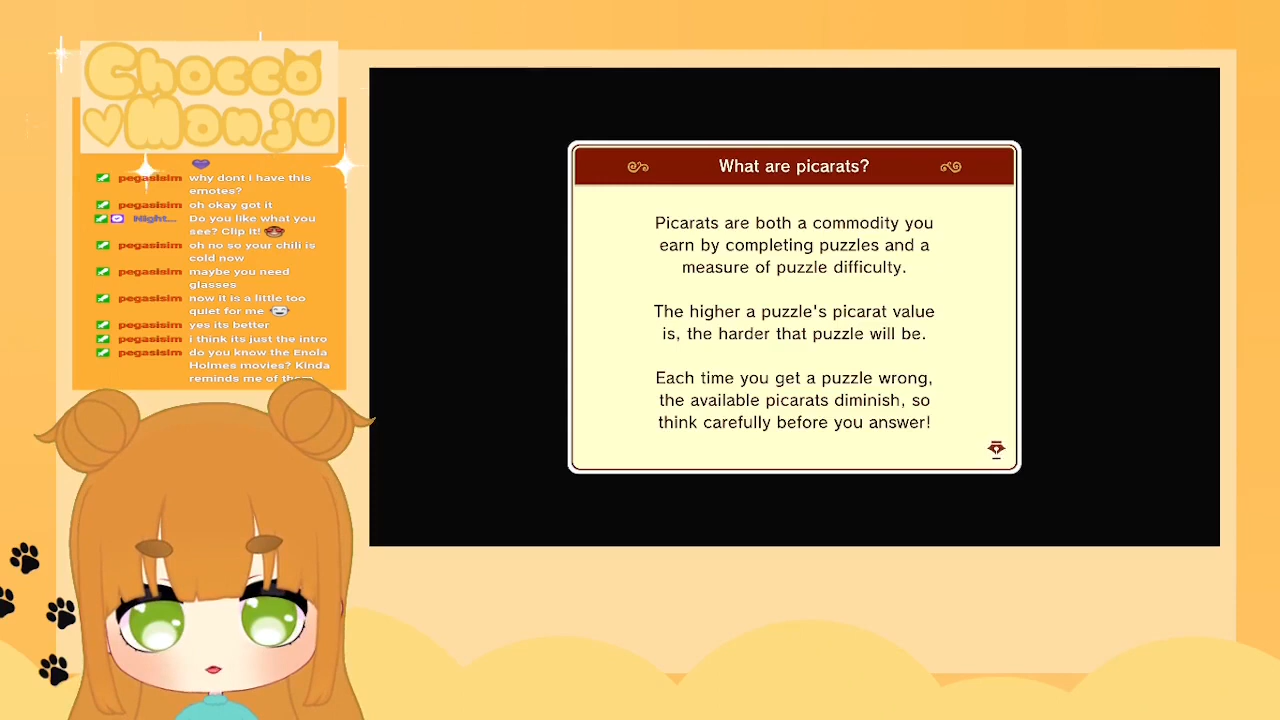 Chocco
Manju
pegasisim why dont i have this
emotes?
pegasisim oh okay got it
Night... Do you like what you
see? Clip it!
pegasisim oh no so your chili is
cold now
pegasisim maybe you need
glasses
pegasisim now it is a little too
quiet for me
pegasisim yes its better
pegasisim i think its just the intro
pegasisim do you know the Enola
Holmes movies? Kinda
reminds me of them
What are picarats?
Picarats are both a commodity you
earn by completing puzzles and a
measure of puzzle difficulty.
The higher a puzzle's picarat value
is, the harder that puzzle will be.
Each time you get a puzzle wrong,
the available picarats diminish, so
think carefully before you answer!